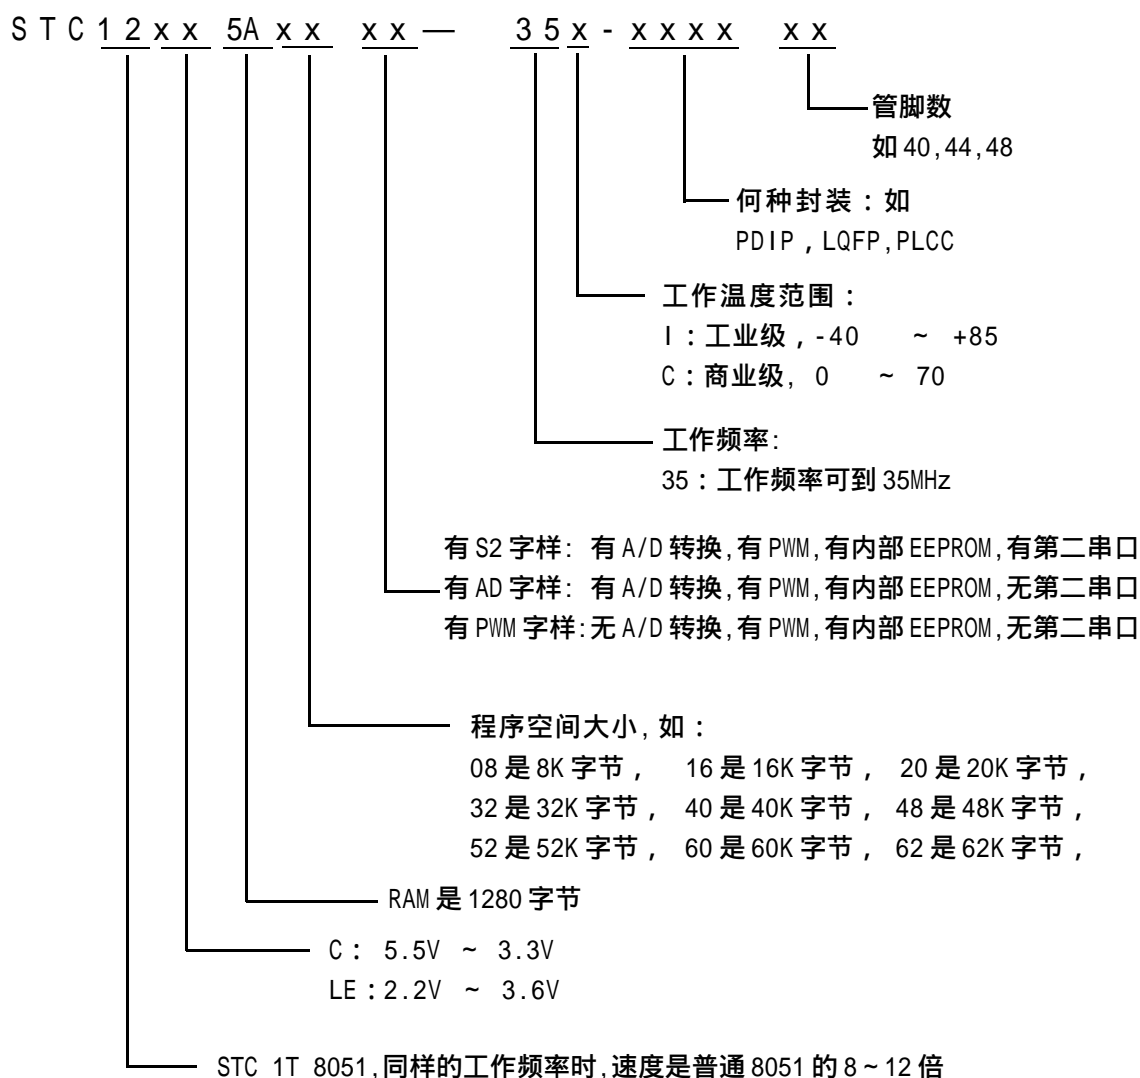 STC12xx 5Axx xx— 35x-xxxx xx
管脚数
如40,44,48
何种封装：如
PDIP，LQFP,PLCC
工作温度范围：
I：工业级，-40 ~ +85
C：商业级，0 ~ 70
工作频率:
35：工作频率可到35MHz
有S2字样: 有A/D转换,有PWM,有内部EEPROM,有第二串口
有AD字样: 有A/D转换,有PWM,有内部EEPROM,无第二串口
有PWM字样:无A/D转换,有PWM,有内部EEPROM,无第二串口
程序空间大小,如：
08是8K字节， 16是16K字节， 20是20K字节，
32是32K字节， 40是40K字节， 48是48K字节，
52是52K字节， 60是60K字节， 62是62K字节，
RAM是1280字节
C：5.5V ~ 3.3V
LE：2.2V ~ 3.6V
STC 1T 8051,同样的工作频率时,速度是普通8051的8~12倍